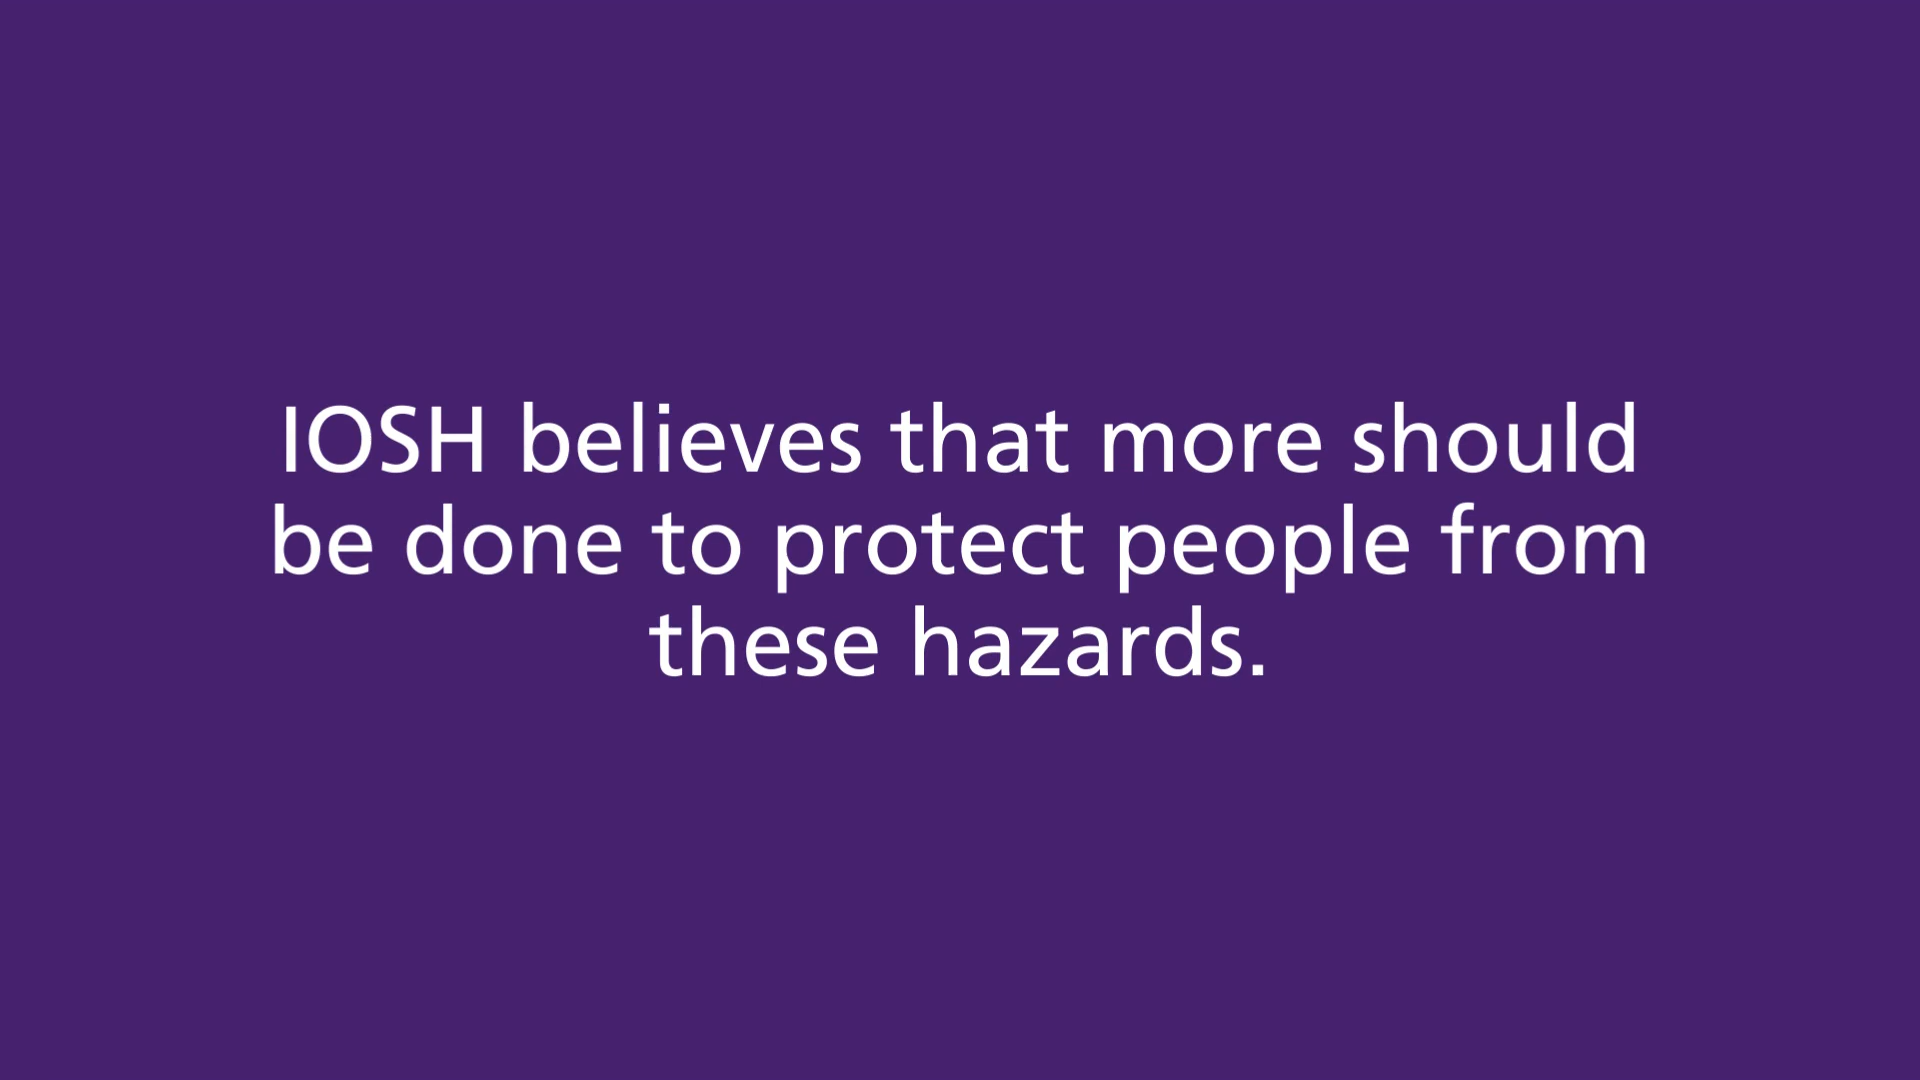 IOSH believes that more should
be done to protect people from
these hazards.